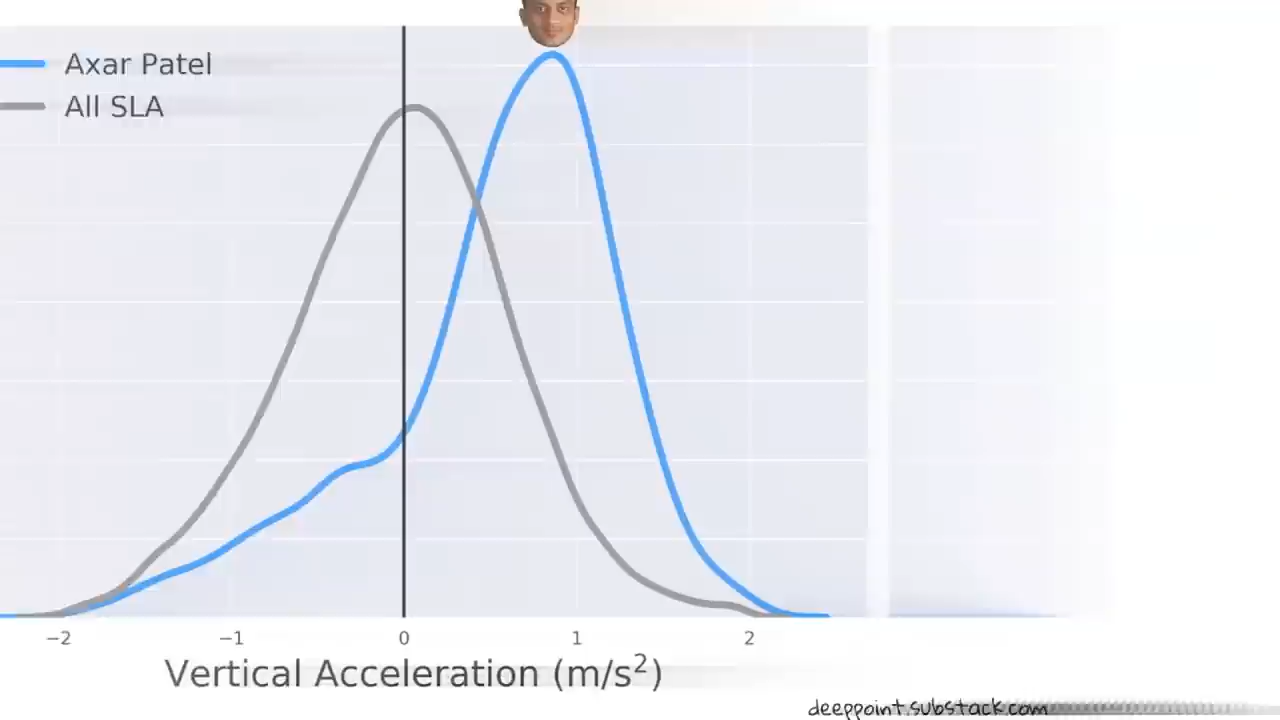 Axar Patel
All SLA
−2 −1 0 1 2
Vertical Acceleration (m/s²)
deeppoint.substack.com